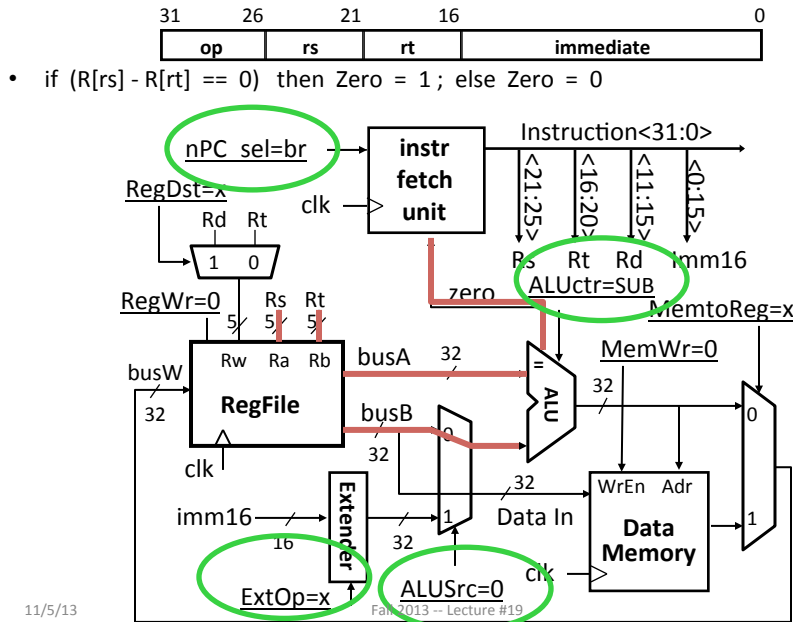 31 26 21 16 0
op rs rt immediate
• if (R[rs] - R[rt] == 0) then Zero = 1 ; else Zero = 0
nPC sel=br
instr
fetch
unit
Instruction<31:0>
<21:25>
<16:20>
<11:15>
<0:15>
RegDst=x
clk
Rd Rt
1 0
Rs Rt Rd Imm16
zero
ALUctr=SUB
MemtoReg=x
RegWr=0
Rs Rt
5 5 5
MemWr=0
Rw Ra Rb
busA
32
=
ALU
busW
32
RegFile
busB
32
0
32
0
clk
32
WrEn Adr
Extender
imm16
16
32
1
Data In
Data
Memory
1
clk
ExtOp=x
ALUSrc=0
11/5/13
Fall 2013 -- Lecture #19